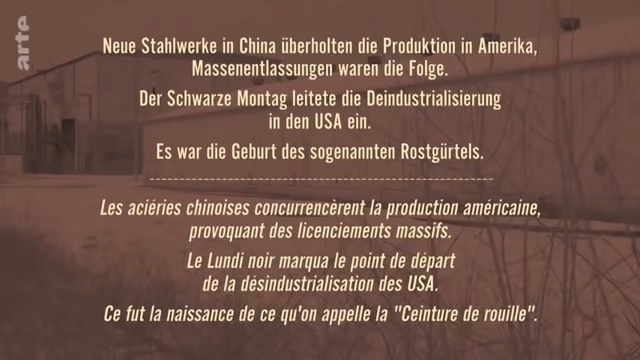 arte
Neue Stahlwerke in China überholten die Produktion in Amerika,
Massenentlassungen waren die Folge.
Der Schwarze Montag leitete die Deindustrialisierung
in den USA ein.
Es war die Geburt des sogenannten Rostgürtels.
Les aciéries chinoises concurrencèrent la production américaine,
provoquant des licenciements massifs.
Le Lundi noir marqua le point de départ
de la désindustrialisation des USA.
Ce fut la naissance de ce qu'on appelle la "Ceinture de rouille".